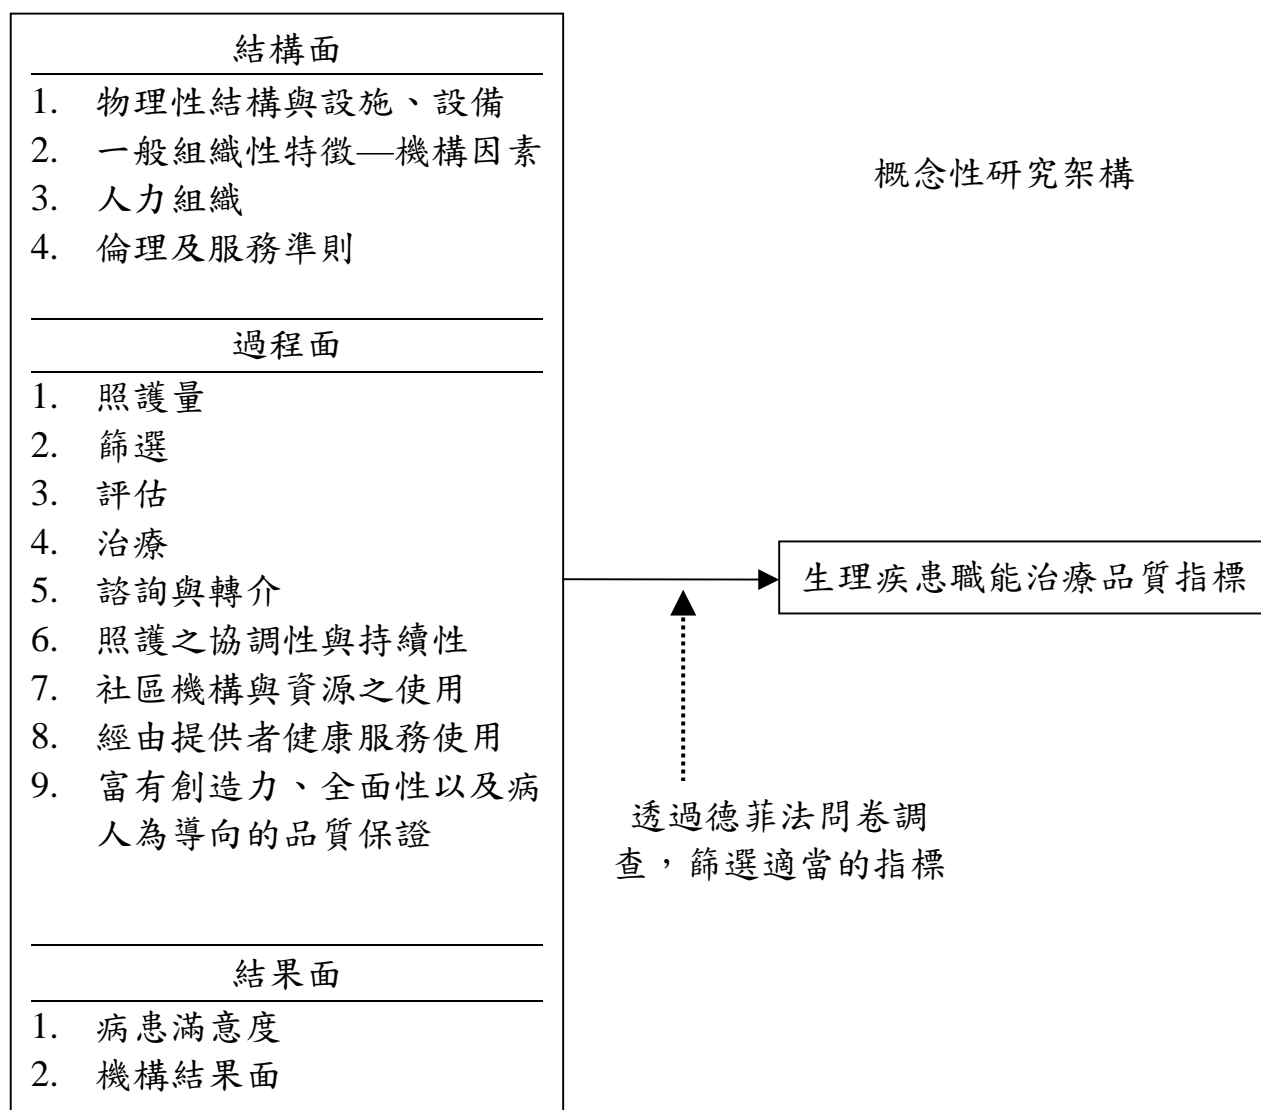 結構面
1. 物理性結構與設施、設備
2. 一般組織性特徵—機構因素
3. 人力組織
4. 倫理及服務準則
過程面
1. 照護量
2. 篩選
3. 評估
4. 治療
5. 諮詢與轉介
6. 照護之協調性與持續性
7. 社區機構與資源之使用
8. 經由提供者健康服務使用
9. 富有創造力、全面性以及病
人為導向的品質保證
結果面
1. 病患滿意度
2. 機構結果面
概念性研究架構
生理疾患職能治療品質指標
透過德菲法問卷調
查，篩選適當的指標